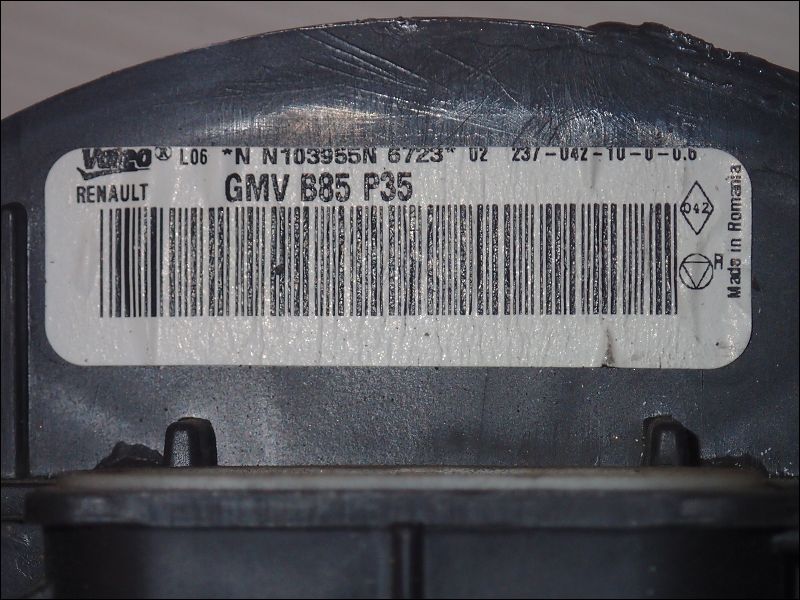 Valeo® L06 *N N103955N 6723* 02 237-042-10-0-0.6
RENAULT GMV B85 P35
042
R
Made in Romania